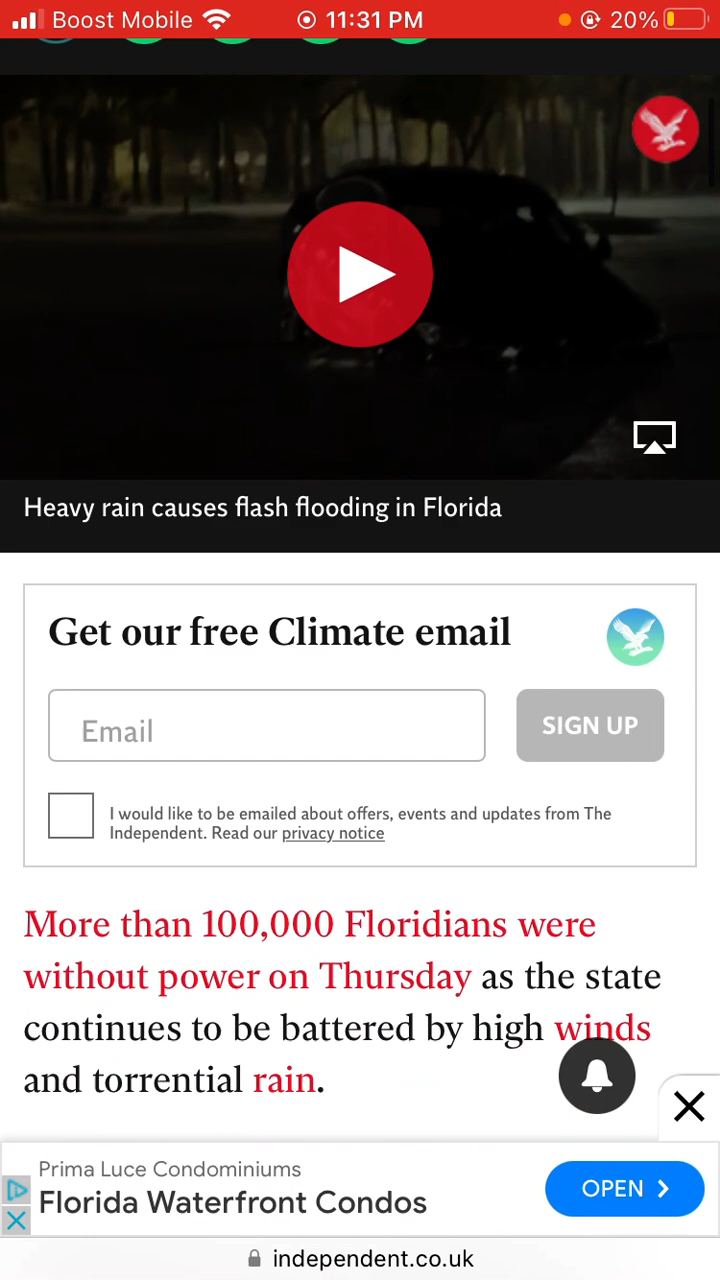 Boost Mobile 11:31 PM 20%
Heavy rain causes flash flooding in Florida
Get our free Climate email
Email SIGN UP
I would like to be emailed about offers, events and updates from The
Independent. Read our privacy notice
More than 100,000 Floridians were
without power on Thursday as the state
continues to be battered by high winds
and torrential rain.
Prima Luce Condominiums
Florida Waterfront Condos
OPEN
independent.co.uk